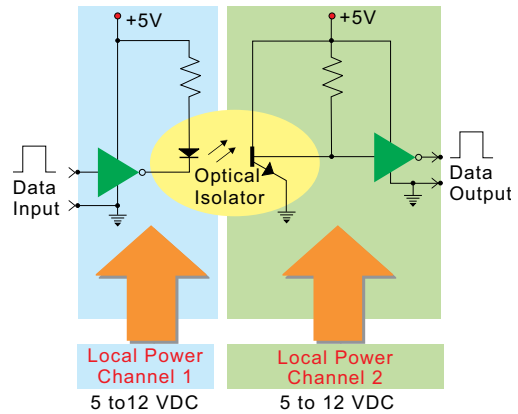 +5V
+5V
Data
Input
Optical
Isolator
Data
Output
Local Power
Channel 1
Local Power
Channel 2
5 to12 VDC
5 to 12 VDC